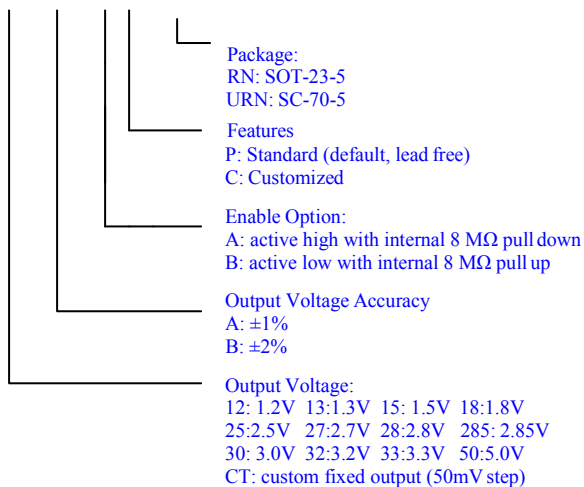 Package:
RN: SOT-23-5
URN: SC-70-5
Features
P: Standard (default, lead free)
C: Customized
Enable Option:
A: active high with internal 8 MΩ pull down
B: active low with internal 8 MΩ pull up
Output Voltage Accuracy
A: ±1%
B: ±2%
Output Voltage:
12: 1.2V 13:1.3V 15: 1.5V 18:1.8V
25:2.5V 27:2.7V 28:2.8V 285: 2.85V
30: 3.0V 32:3.2V 33:3.3V 50:5.0V
CT: custom fixed output (50mV step)